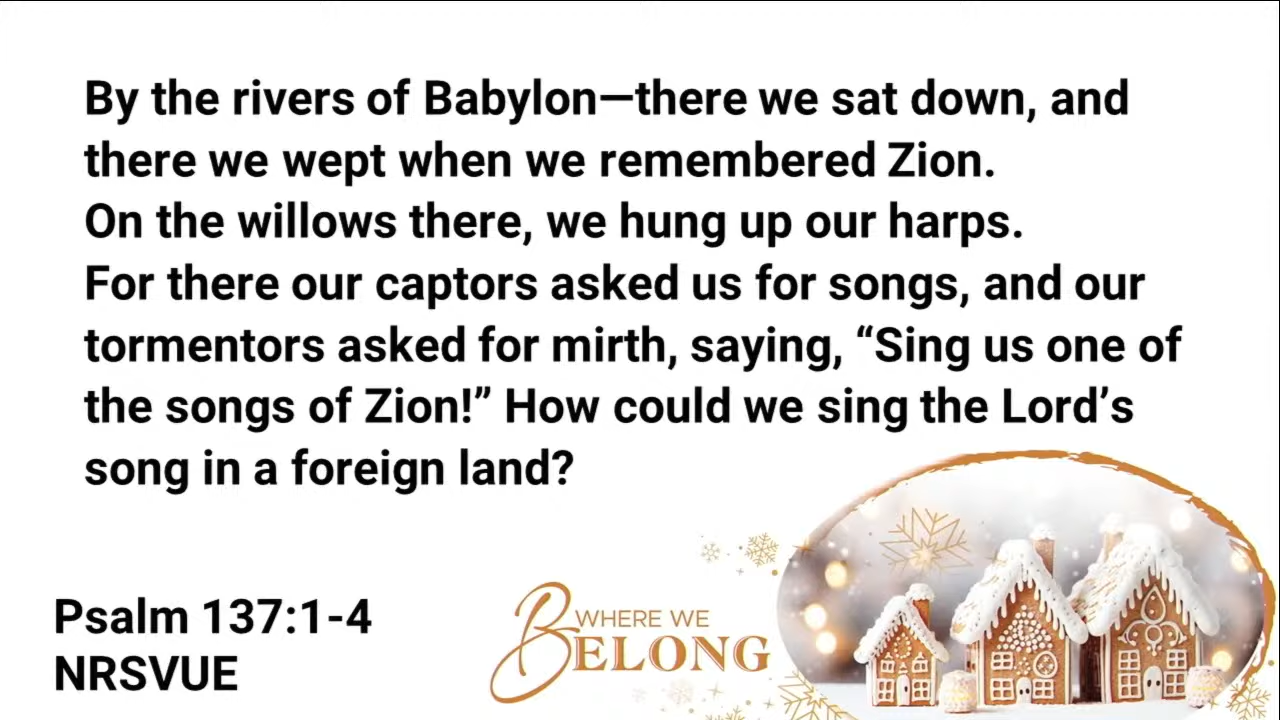 By the rivers of Babylon—there we sat down, and
there we wept when we remembered Zion.
On the willows there, we hung up our harps.
For there our captors asked us for songs, and our
tormentors asked for mirth, saying, “Sing us one of
the songs of Zion!” How could we sing the Lord’s
song in a foreign land?
Psalm 137:1-4
NRSVUE
WHERE WE
BELONG